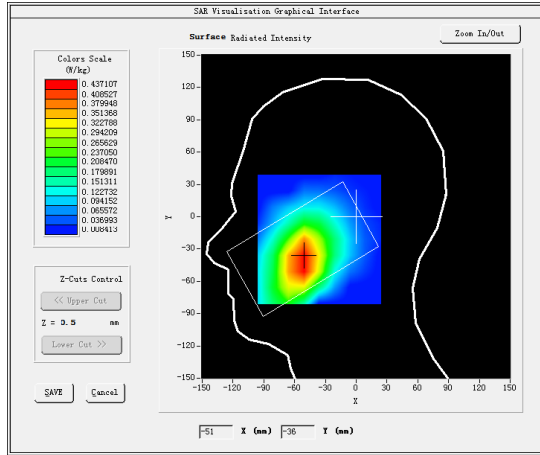 SAR Visualisation Graphical Interface
Surface Radiated Intensity
Zoom In/Out
Colors Scale
(W/kg)
0.437107
0.408527
0.379948
0.351368
0.322788
0.294209
0.265629
0.237050
0.208470
0.179891
0.151311
0.122732
0.094152
0.065572
0.036993
0.008413
Z-Cuts Control
<< Upper Cut
Z = 3.5 mm
Lower Cut >>
SAVE Cancel
150
120
90
60
30
0
-30
-60
-90
-120
-150
Y
-150 -120 -90 -60 -30 0 30 60 90 120 150
X
-51 X (mm) -36 Y (mm)